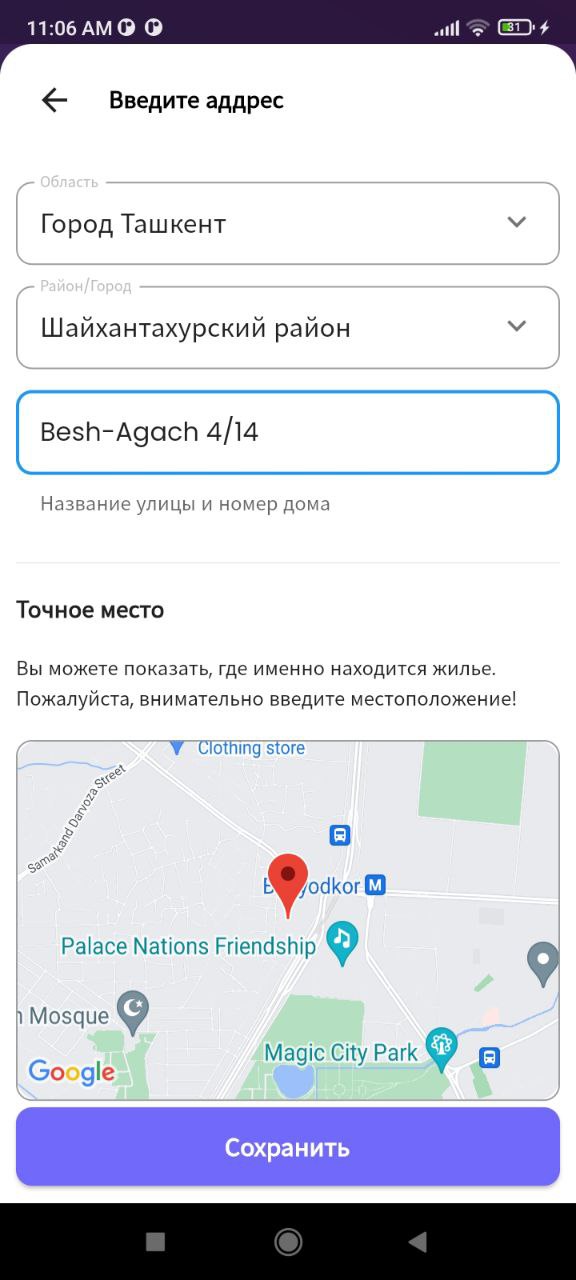 11:06 AM
31
Введите аддрес
Область
Город Ташкент
Район/Город
Шайхантахурский район
Besh-Agach 4/14
Название улицы и номер дома
Точное место
Вы можете показать, где именно находится жилье.
Пожалуйста, внимательно введите местоположение!
Clothing store
Samarkand Darvoza Street
M
Palace Nations Friendship
Mosque
Magic City Park
Google
Сохранить